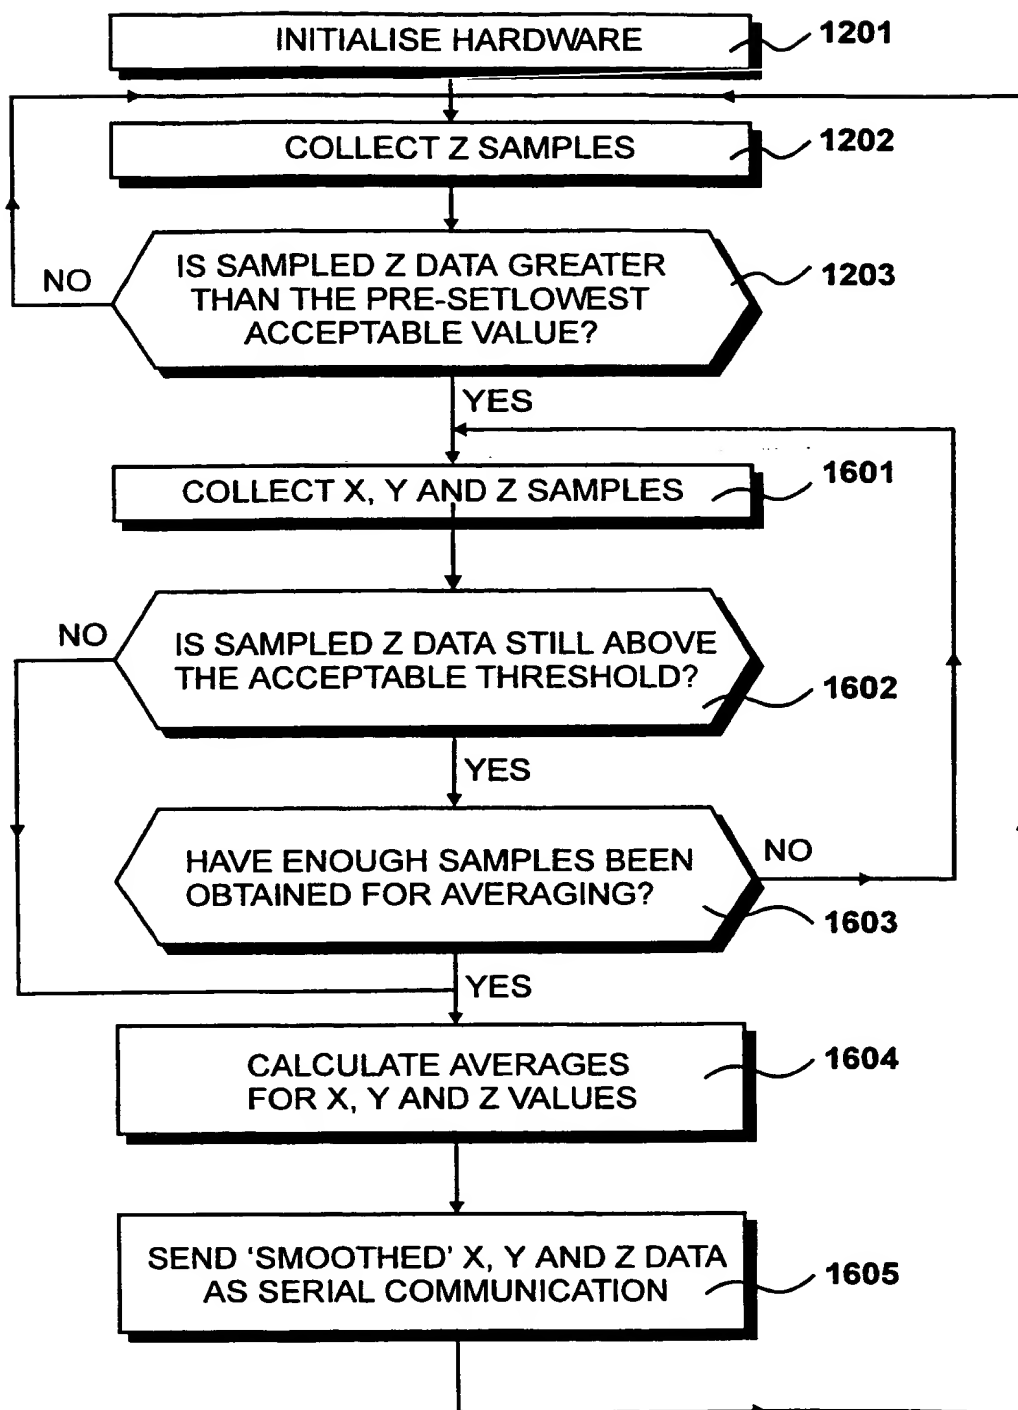 INITIALISE HARDWARE
1201
COLLECT Z SAMPLES
1202
IS SAMPLED Z DATA GREATER
THAN THE PRE-SETLOWEST
ACCEPTABLE VALUE?
1203
NO
YES
COLLECT X, Y AND Z SAMPLES
1601
NO
IS SAMPLED Z DATA STILL ABOVE
THE ACCEPTABLE THRESHOLD?
1602
YES
HAVE ENOUGH SAMPLES BEEN
OBTAINED FOR AVERAGING?
NO
1603
YES
CALCULATE AVERAGES
FOR X, Y AND Z VALUES
1604
SEND ‘SMOOTHED’ X, Y AND Z DATA
AS SERIAL COMMUNICATION
1605